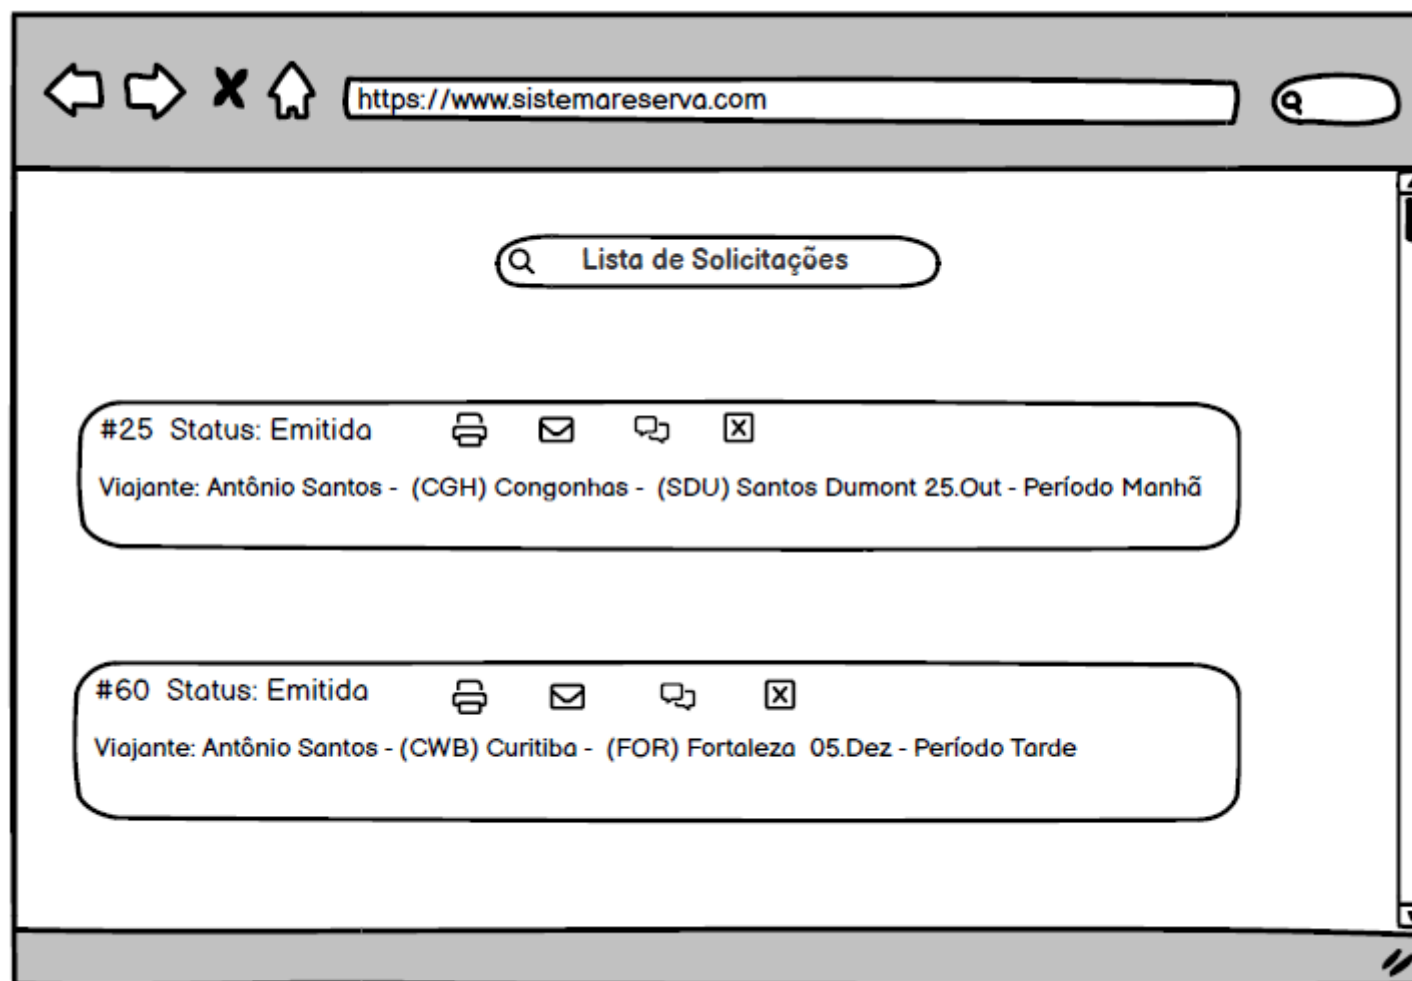 https://www.sistemareserva.com
Lista de Solicitações
#25 Status: Emitida
Viajante: Antônio Santos - (CGH) Congonhas - (SDU) Santos Dumont 25.Out - Período Manhã
#60 Status: Emitida
Viajante: Antônio Santos - (CWB) Curitiba - (FOR) Fortaleza 05.Dez - Período Tarde